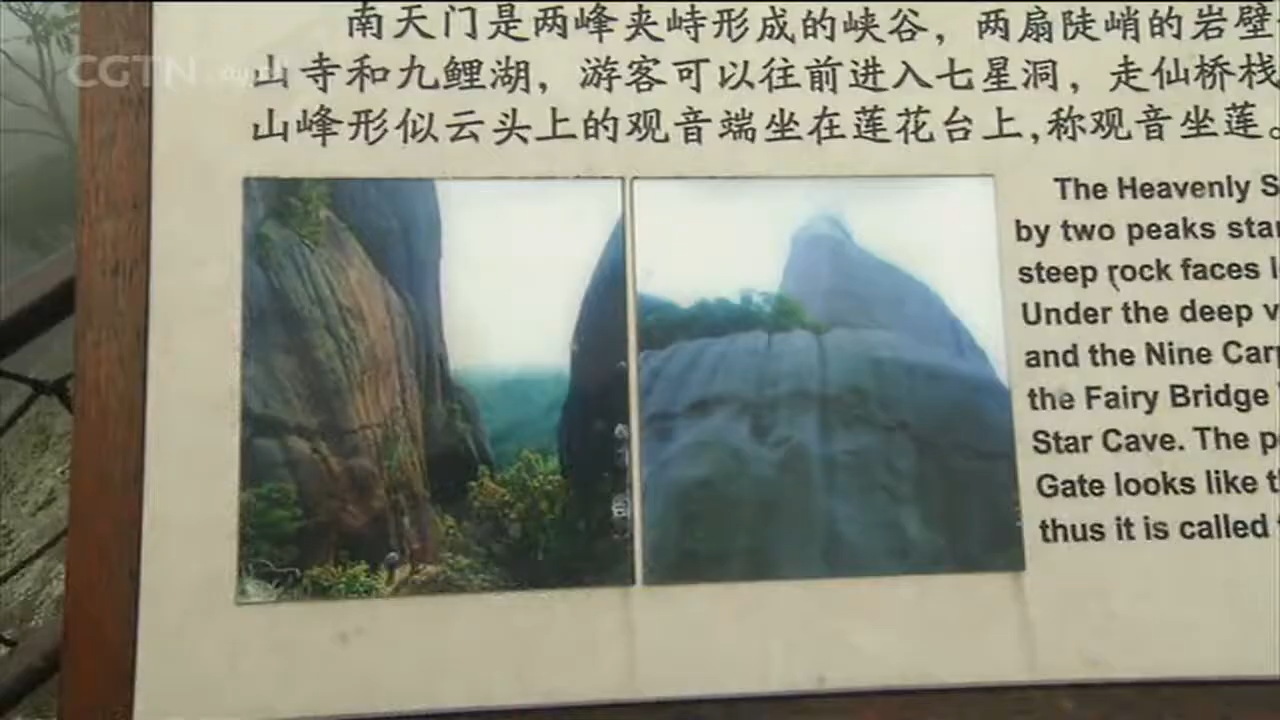 CGTN العربية
南天门是两峰夹峙形成的峡谷，两扇陡峭的岩壁
山寺和九鲤湖，游客可以往前进入七星洞，走仙桥栈
山峰形似云头上的观音端坐在莲花台上,称观音坐莲。
The Heavenly S
by two peaks star
steep rock faces l
Under the deep v
and the Nine Carp
the Fairy Bridge
Star Cave. The p
Gate looks like th
thus it is called